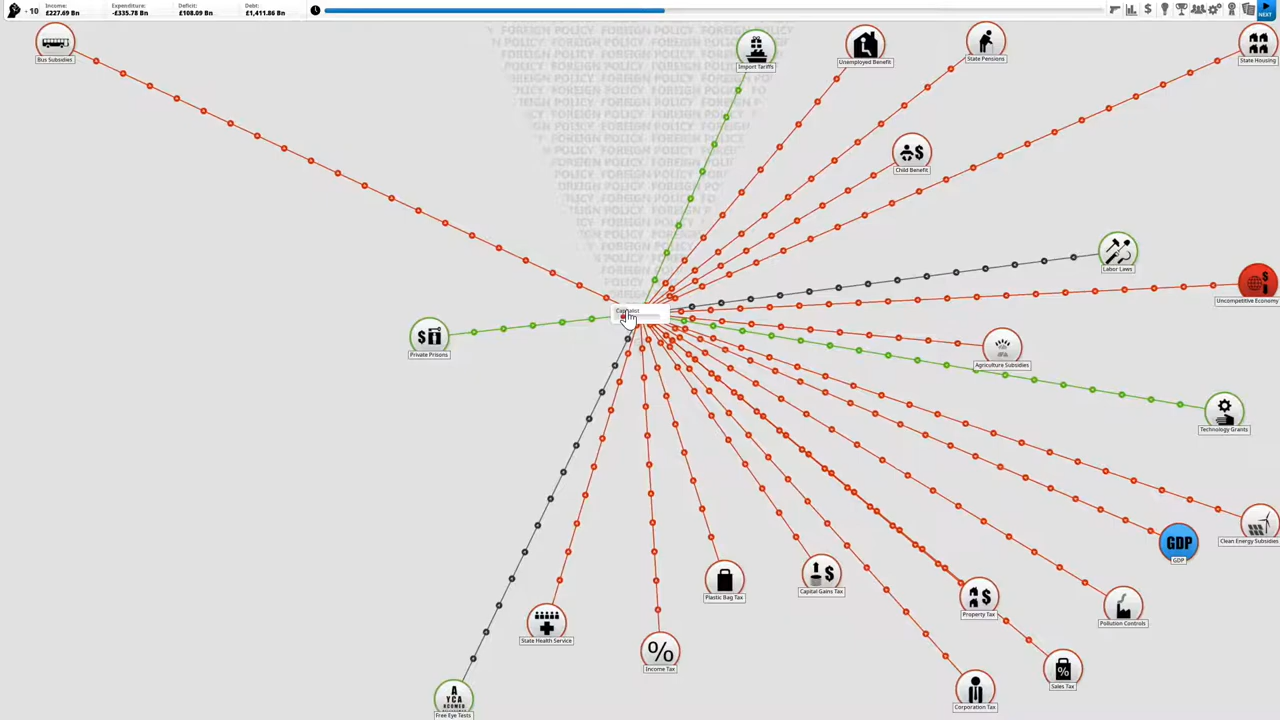 - 10
Income:
£227.69 Bn
Expenditure:
-£335.78 Bn
Deficit:
£108.09 Bn
Debt:
£1,411.86 Bn
NEXT
FOREIGN POLICY
Bus Subsidies
Import Tariffs
Unemployed Benefit
State Pensions
State Housing
Child Benefit
Labor Laws
Uncompetitive Economy
Capitalist
Private Prisons
Agriculture Subsidies
Technology Grants
Clean Energy Subsidies
GDP
GDP
Plastic Bag Tax
Capital Gains Tax
Property Tax
Pollution Controls
State Health Service
Income Tax
Sales Tax
Corporation Tax
Free Eye Tests